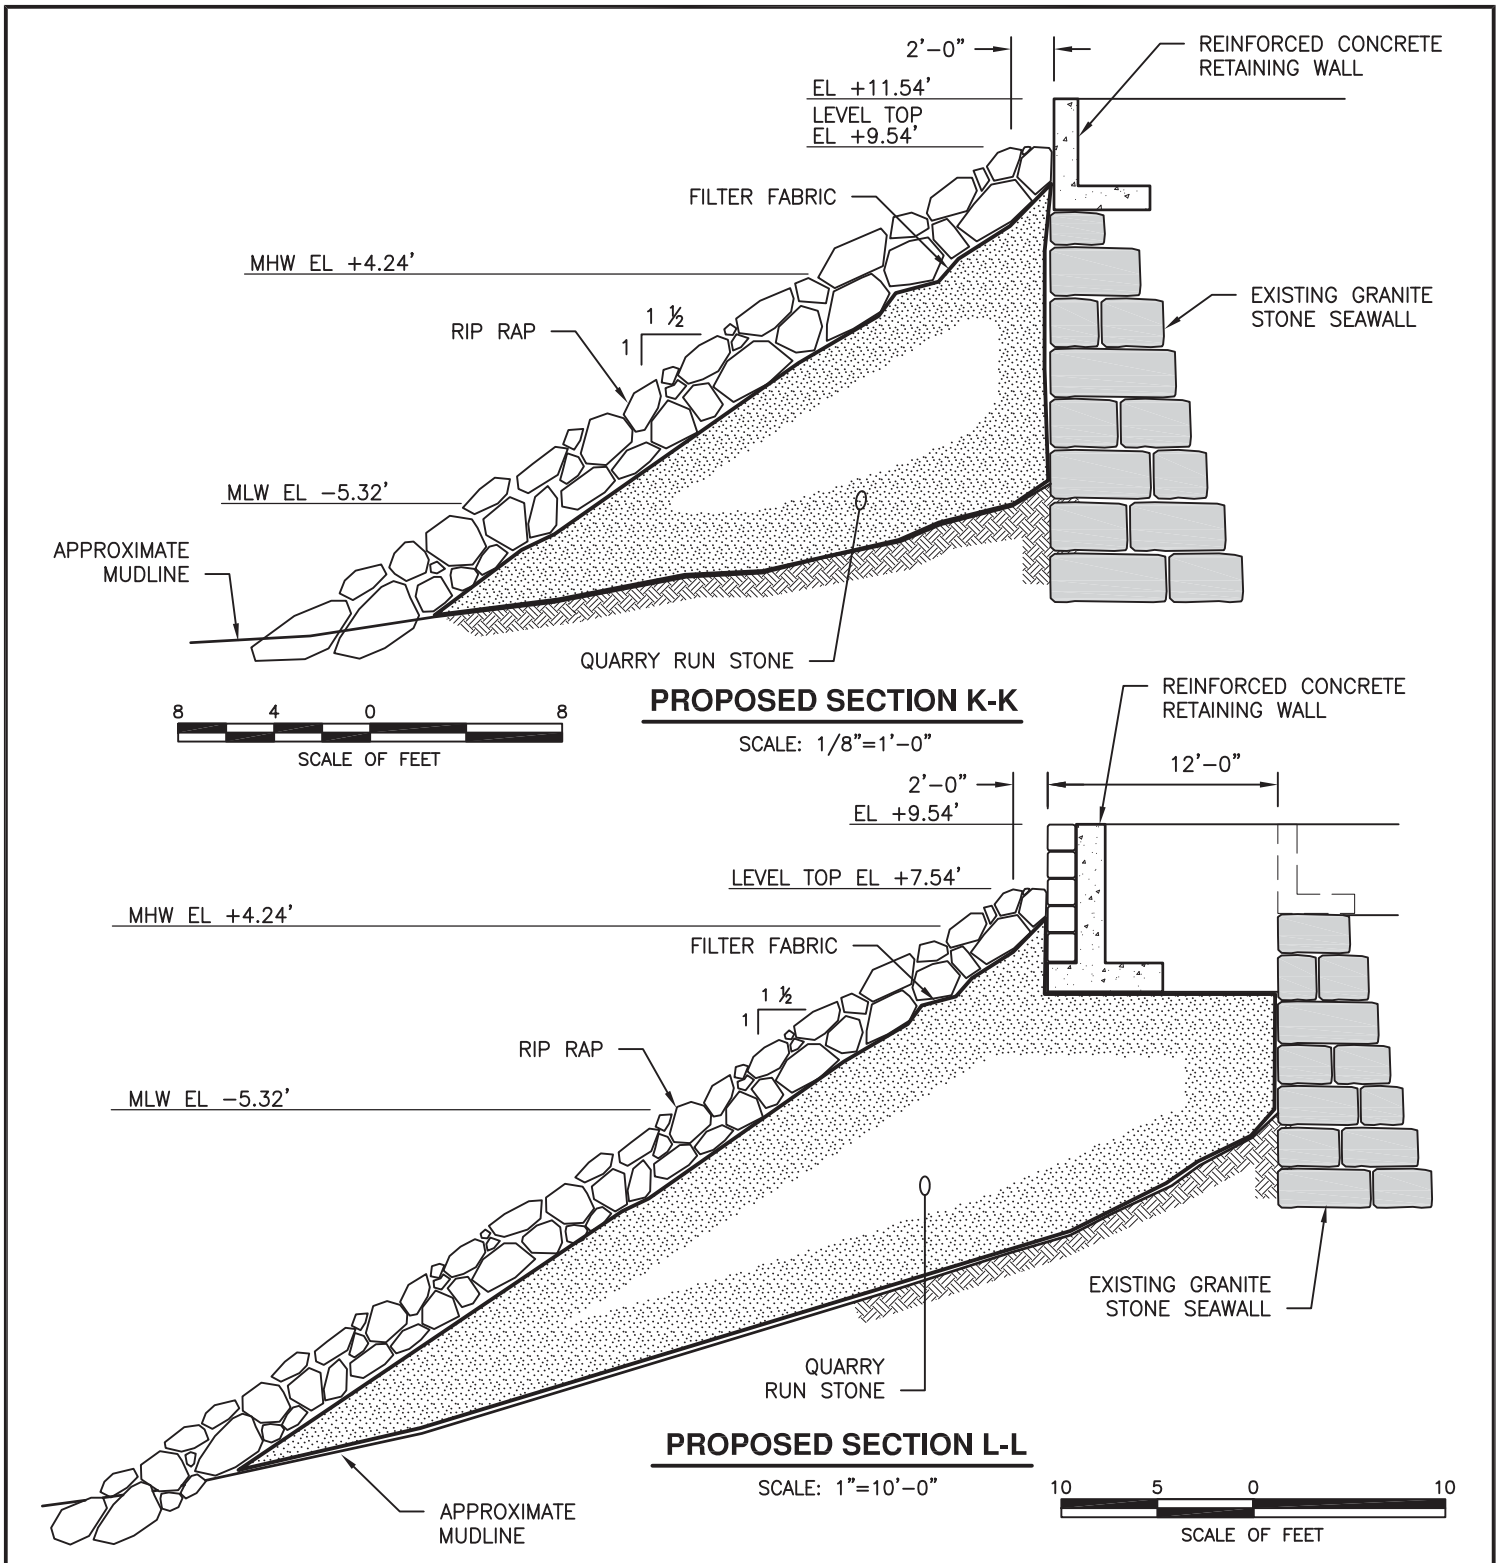 2'-0"
REINFORCED CONCRETE
RETAINING WALL
EL +11.54'
LEVEL TOP
EL +9.54'
FILTER FABRIC
MHW EL +4.24'
EXISTING GRANITE
STONE SEAWALL
RIP RAP
1 ½
1
MLW EL -5.32'
APPROXIMATE
MUDLINE
QUARRY RUN STONE
PROPOSED SECTION K-K
SCALE: 1/8"=1'-0"
8 4 0 8
SCALE OF FEET
REINFORCED CONCRETE
RETAINING WALL
2'-0"
12'-0"
EL +9.54'
LEVEL TOP EL +7.54'
MHW EL +4.24'
FILTER FABRIC
1 ½
1
RIP RAP
MLW EL -5.32'
EXISTING GRANITE
STONE SEAWALL
QUARRY
RUN STONE
PROPOSED SECTION L-L
SCALE: 1"=10'-0"
APPROXIMATE
MUDLINE
10 5 0 10
SCALE OF FEET